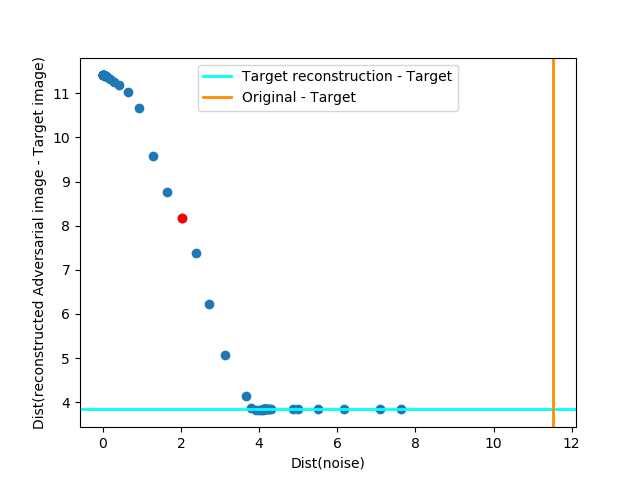 Target reconstruction - Target
Original - Target
Dist(reconstructed Adversarial image - Target image)
11
10
9
8
7
6
5
4
0 2 4 6 8 10 12
Dist(noise)